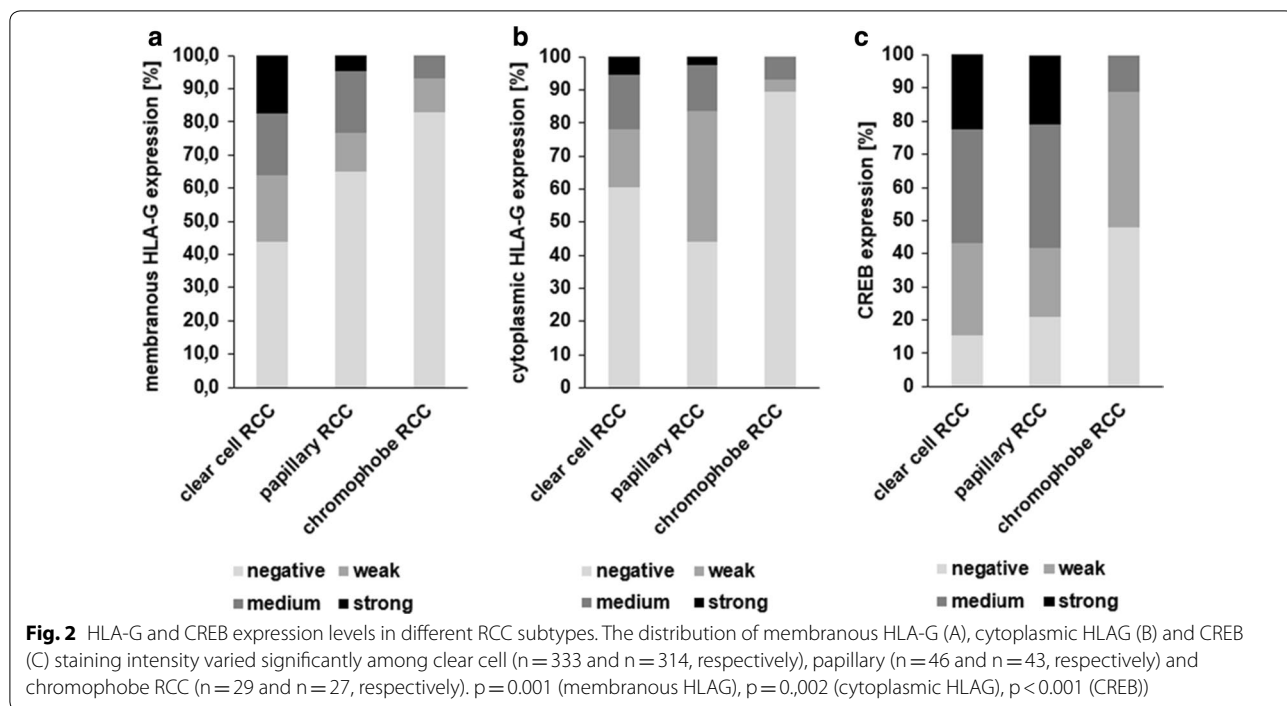 a
membranous HLA-G expression [%]
100,0
90,0
80,0
70,0
60,0
50,0
40,0
30,0
20,0
10,0
0,0
clear cell RCC
papillary RCC
chromophobe RCC
negative weak
medium strong
b
cytoplasmic HLA-G expression [%]
100
90
80
70
60
50
40
30
20
10
0
clear cell RCC
papillary RCC
chromophobe RCC
negative weak
medium strong
c
CREB expression [%]
100
90
80
70
60
50
40
30
20
10
0
clear cell RCC
papillary RCC
chromophobe RCC
negative weak
medium strong
Fig. 2 HLA-G and CREB expression levels in different RCC subtypes. The distribution of membranous HLA-G (A), cytoplasmic HLAG (B) and CREB
(C) staining intensity varied significantly among clear cell (n = 333 and n = 314, respectively), papillary (n = 46 and n = 43, respectively) and
chromophobe RCC (n = 29 and n = 27, respectively). p = 0.001 (membranous HLAG), p = 0.,002 (cytoplasmic HLAG), p < 0.001 (CREB))